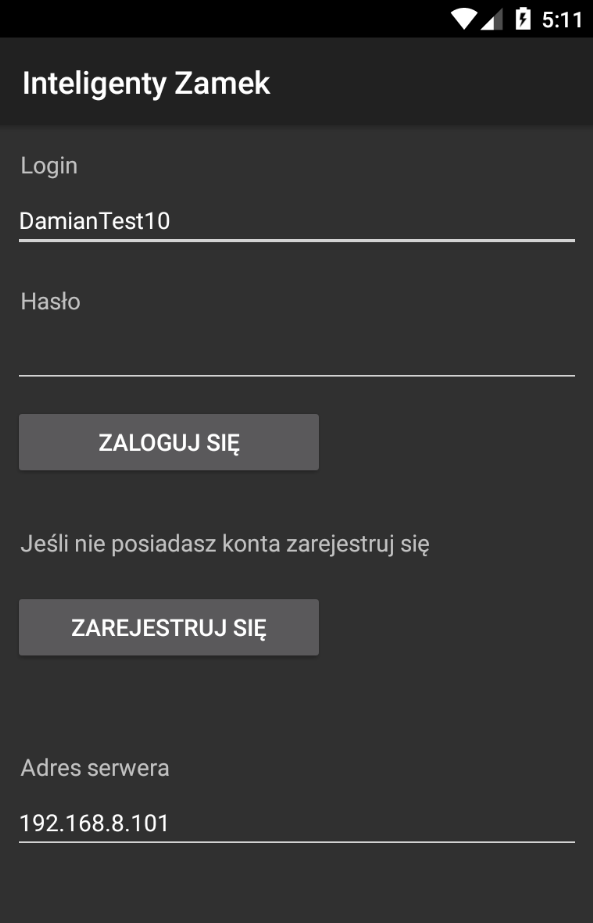 5:11
Inteligenty Zamek
Login
DamianTest10
Hasło
ZALOGUJ SIĘ
Jeśli nie posiadasz konta zarejestruj się
ZAREJESTRUJ SIĘ
Adres serwera
192.168.8.101